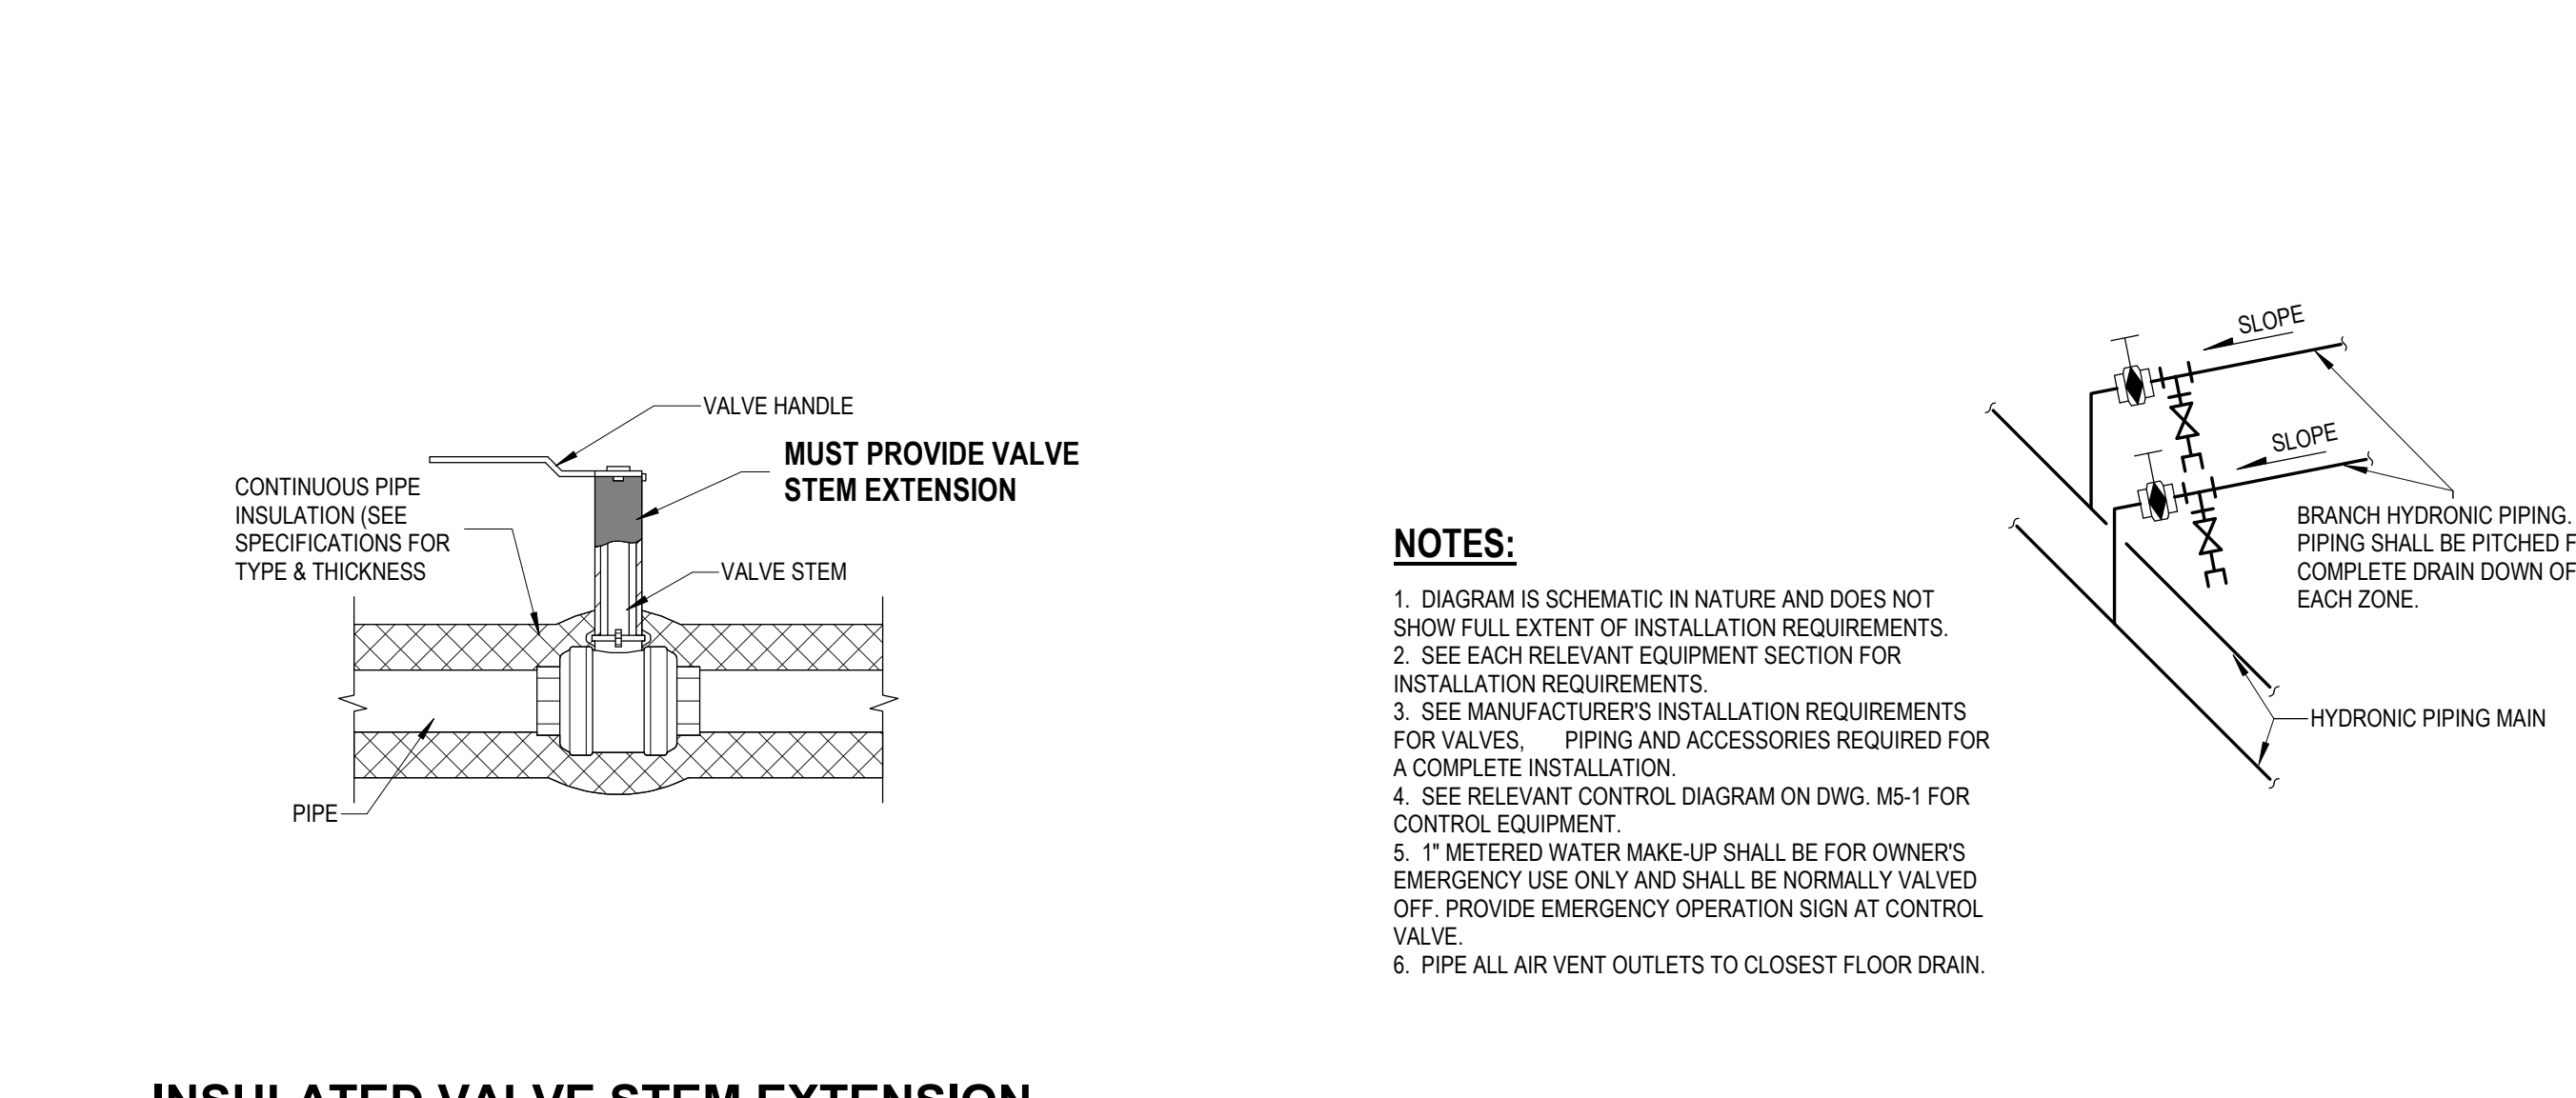 VALVE HANDLE
MUST PROVIDE VALVE
STEM EXTENSION
CONTINUOUS PIPE
INSULATION (SEE
SPECIFICATIONS FOR
TYPE & THICKNESS
VALVE STEM
PIPE
INSULATED VALVE STEM EXTENSION
NOTES:
1. DIAGRAM IS SCHEMATIC IN NATURE AND DOES NOT
SHOW FULL EXTENT OF INSTALLATION REQUIREMENTS.
2. SEE EACH RELEVANT EQUIPMENT SECTION FOR
INSTALLATION REQUIREMENTS.
3. SEE MANUFACTURER'S INSTALLATION REQUIREMENTS
FOR VALVES, PIPING AND ACCESSORIES REQUIRED FOR
A COMPLETE INSTALLATION.
4. SEE RELEVANT CONTROL DIAGRAM ON DWG. M5-1 FOR
CONTROL EQUIPMENT.
5. 1" METERED WATER MAKE-UP SHALL BE FOR OWNER'S
EMERGENCY USE ONLY AND SHALL BE NORMALLY VALVED
OFF. PROVIDE EMERGENCY OPERATION SIGN AT CONTROL
VALVE.
6. PIPE ALL AIR VENT OUTLETS TO CLOSEST FLOOR DRAIN.
SLOPE
SLOPE
BRANCH HYDRONIC PIPING.
PIPING SHALL BE PITCHED
COMPLETE DRAIN DOWN OF
EACH ZONE.
HYDRONIC PIPING MAIN